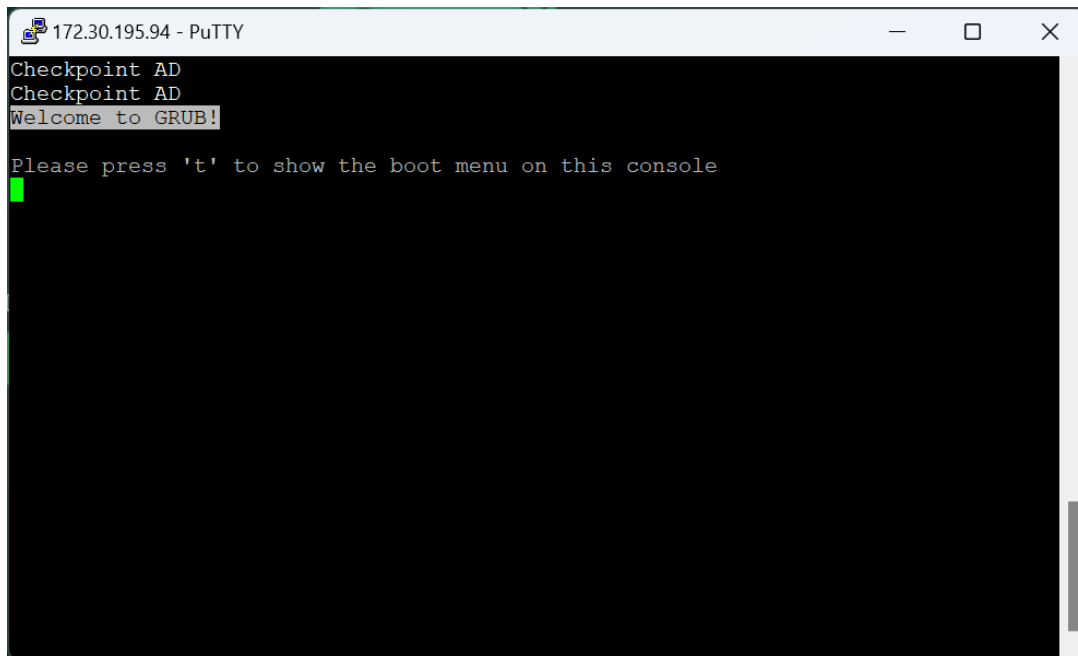 172.30.195.94 - PuTTY
Checkpoint AD
Checkpoint AD
Welcome to GRUB!
Please press 't' to show the boot menu on this console